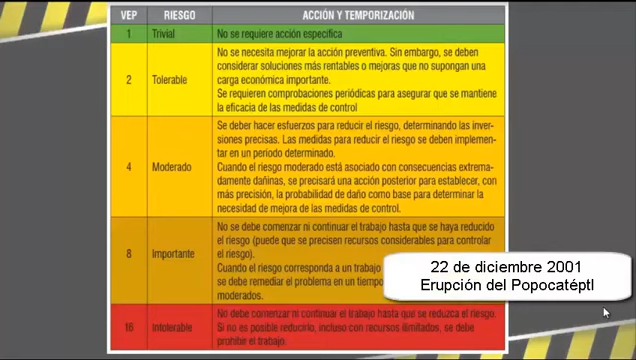 VEP RIESGO ACCIÓN Y TEMPORIZACIÓN
1 Trivial No se requiere acción específica
No se necesita mejorar la acción preventiva. Sin embargo, se deben
considerar soluciones más rentables o mejoras que no supongan una
2 Tolerable carga económica importante.
Se requieren comprobaciones periódicas para asegurar que se mantiene
la eficacia de las medidas de control
Se deber hacer esfuerzos para reducir el riesgo, determinando las inver-
siones precisas. Las medidas para reducir el riesgo se deben implemen-
tar en un periodo determinado.
4 Moderado Cuando el riesgo moderado está asociado con consecuencias extrema-
damente dañinas, se precisará una acción posterior para establecer, con
más precisión, la probabilidad de daño como base para determinar la
necesidad de mejora de las medidas de control.
No se debe comenzar ni continuar el trabajo hasta que se haya reducido
el riesgo (puede que se precisen recursos considerables para controlar
8 Importante el riesgo).
Cuando el riesgo corresponda a un trabajo
se debe remediar el problema en un tiempo
moderados.
22 de diciembre 2001
Erupción del Popocatéptl
No debe comenzar ni continuar el trabajo hasta que se reduzca el riesgo.
16 Intolerable Si no es posible reducirlo, incluso con recursos ilimitados, se debe
prohibir el trabajo.